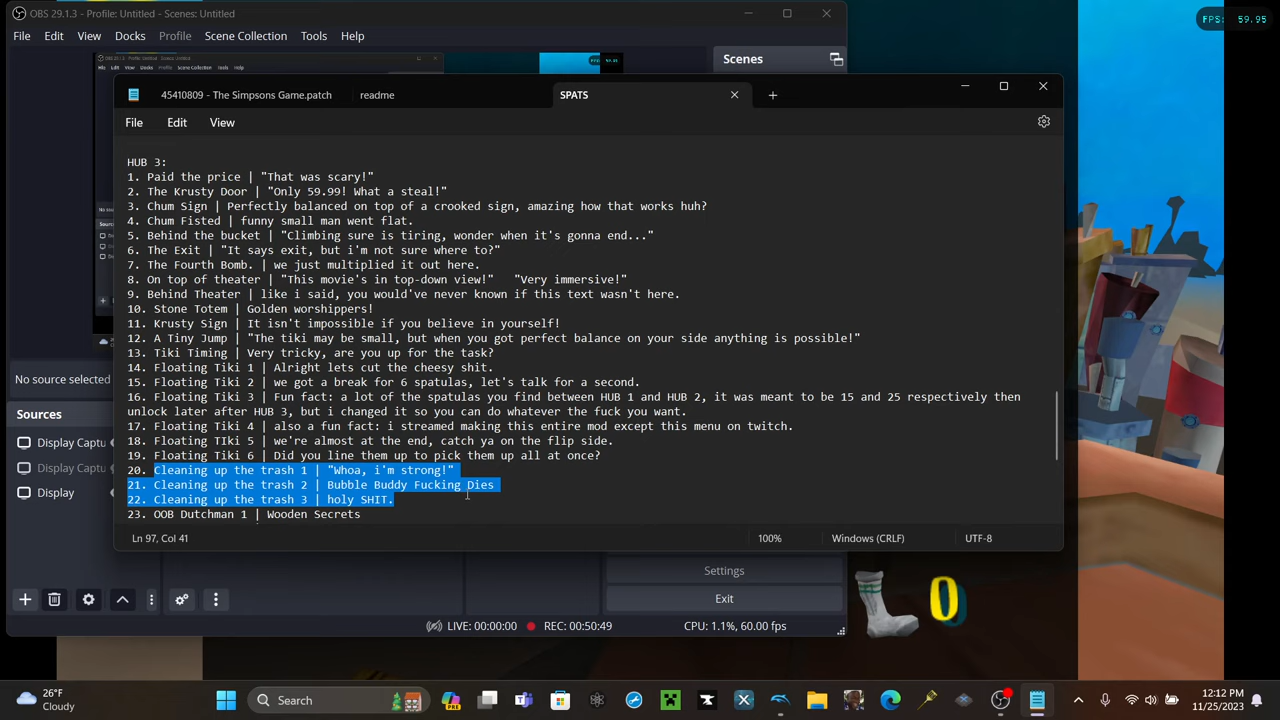 OBS 29.1.3 - Profile: Untitled - Scenes: Untitled
FPS: 59.95
File Edit View Docks Profile Scene Collection Tools Help
Scenes
45410809 - The Simpsons Game.patch readme SPATS
File Edit View
HUB 3:
1. Paid the price | "That was scary!"
2. The Krusty Door | "Only 59.99! What a steal!"
3. Chum Sign | Perfectly balanced on top of a crooked sign, amazing how that works huh?
4. Chum Fisted | funny small man went flat.
5. Behind the bucket | "Climbing sure is tiring, wonder when it's gonna end..."
6. The Exit | "It says exit, but i'm not sure where to?"
7. The Fourth Bomb. | we just multiplied it out here.
8. On top of theater | "This movie's in top-down view!"   "Very immersive!"
9. Behind Theater | like i said, you would've never known if this text wasn't here.
10. Stone Totem | Golden worshippers!
11. Krusty Sign | It isn't impossible if you believe in yourself!
12. A Tiny Jump | "The tiki may be small, but when you got perfect balance on your side anything is possible!"
13. Tiki Timing | Very tricky, are you up for the task?
14. Floating Tiki 1 | Alright lets cut the cheesy shit.
15. Floating Tiki 2 | we got a break for 6 spatulas, let's talk for a second.
16. Floating Tiki 3 | Fun fact: a lot of the spatulas you find between HUB 1 and HUB 2, it was meant to be 15 and 25 respectively then
unlock later after HUB 3, but i changed it so you can do whatever the fuck you want.
17. Floating Tiki 4 | also a fun fact: i streamed making this entire mod except this menu on twitch.
18. Floating Tiki 5 | we're almost at the end, catch ya on the flip side.
19. Floating Tiki 6 | Did you line them up to pick them up all at once?
20. Cleaning up the trash 1 | "Whoa, i'm strong!"
21. Cleaning up the trash 2 | Bubble Buddy Fucking Dies
22. Cleaning up the trash 3 | holy SHIT.
23. OOB Dutchman 1 | Wooden Secrets
Ln 97, Col 41 100% Windows (CRLF) UTF-8
No source selected
Sources
Display Captu
Display Captu
Display
Settings
Exit
LIVE: 00:00:00 REC: 00:50:49 CPU: 1.1%, 60.00 fps
0
26°F
Cloudy
Search
PRE
12:12 PM
11/25/2023